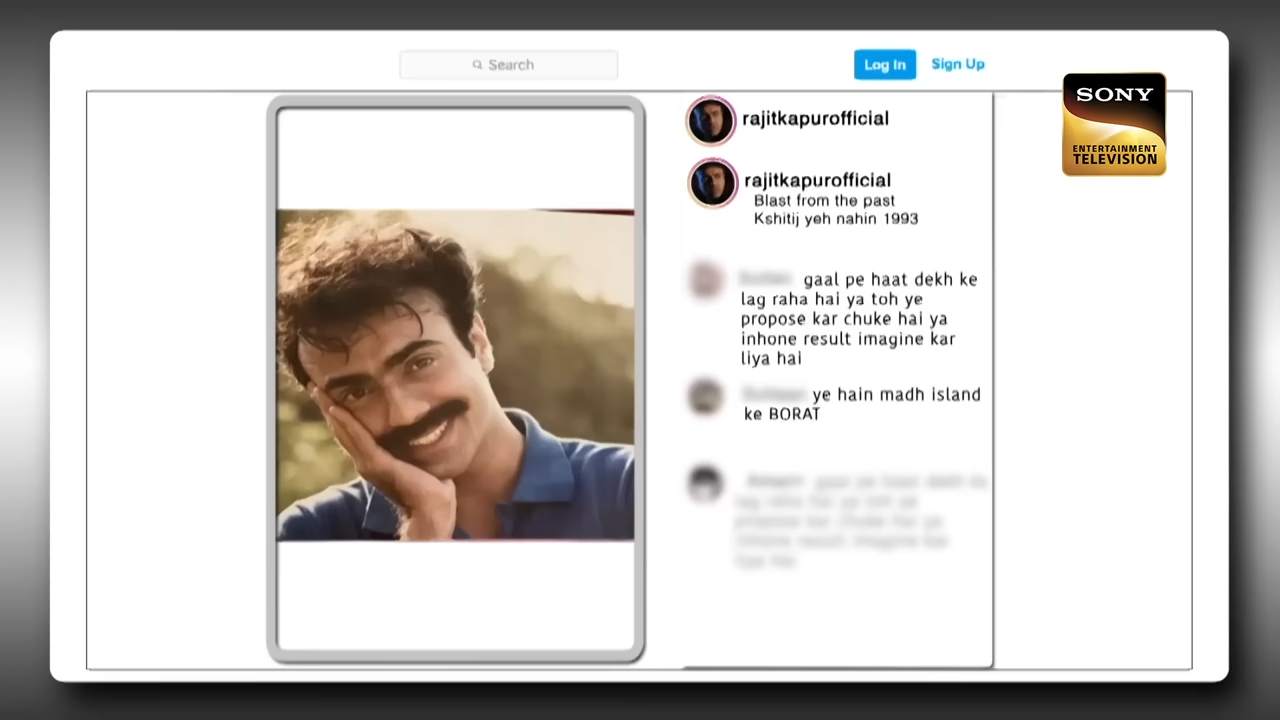 Search
Log In
Sign Up
SONY
ENTERTAINMENT
TELEVISION
rajitkapurofficial
rajitkapurofficial
Blast from the past
Kshitij yeh nahin 1993
gaal pe haat dekh ke
lag raha hai ya toh ye
propose kar chuke hai ya
inhone result imagine kar
liya hai
ye hain madh island
ke BORAT